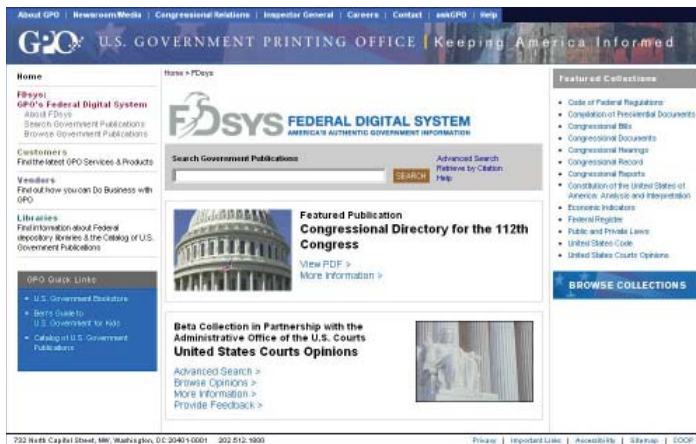 About GPO | Newsroom/Media | Congressional Relations | Inspector General | Careers | Contact | askGPO | Help
GPO U.S. GOVERNMENT PRINTING OFFICE | Keeping America Informed
Home
FDsys:
GPO's Federal Digital System
About FDsys
Search Government Publications
Browse Government Publications
Customers
Find the latest GPO Services & Products
Vendors
Find out how you can Do Business with
GPO
Libraries
Find information about Federal
depository libraries & the Catalog of U.S.
Government Publications
GPO Quick Links
U.S. Government Bookstore
Ben's Guide to
U.S. Government for Kids
Catalog of U.S. Government
Publications
Home > FDsys
FDSYS FEDERAL DIGITAL SYSTEM
AMERICA'S AUTHENTIC GOVERNMENT INFORMATION
Search Government Publications
SEARCH
Advanced Search
Retrieve by Citation
Help
Featured Publication
Congressional Directory for the 112th
Congress
View PDF >
More Information >
Beta Collection in Partnership with the
Administrative Office of the U.S. Courts
United States Courts Opinions
Advanced Search >
Browse Opinions >
More Information >
Provide Feedback >
Featured Collections
Code of Federal Regulations
Compilation of Presidential Documents
Congressional Bills
Congressional Documents
Congressional Hearings
Congressional Record
Congressional Reports
Constitution of the United States of
America: Analysis and Interpretation
Economic Indicators
Federal Register
Public and Private Laws
United States Code
United States Courts Opinions
BROWSE COLLECTIONS
732 North Capitol Street, NW, Washington, DC 20401-0001 202.512.1800
Privacy | Important Links | Accessibility | Sitemap | COOP